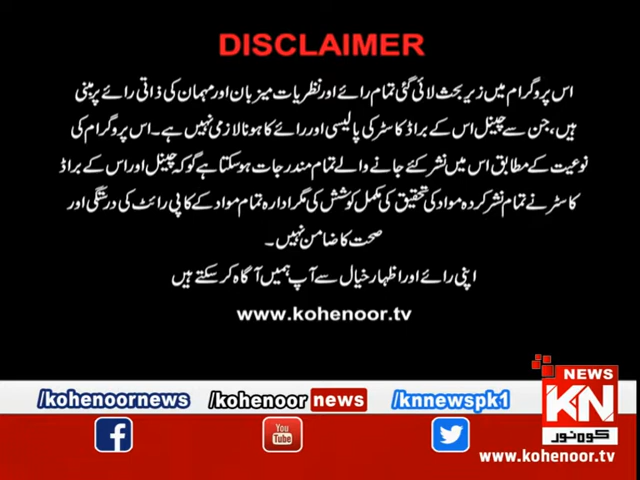 DISCLAIMER
اس پروگرام میں زیر بحث لائی گئی تمام رائے اور نظریات میزبان اور مہمان کی ذاتی رائے پر مبنی
ہیں، جن سے چینل اس کے براڈ کاسٹر کی پالیسی اور رائے کا ہونا لازمی نہیں ہے۔ اس پروگرام کی
نوعیت کے مطابق اس میں نشر کئے جانے والے تمام مندرجات ہو سکتا ہے گو کہ چینل اور اس کے براڈ
کاسٹر نے تمام نشر کردہ مواد کی تحقیق کی مکمل کوشش کی مگر ادارہ تمام مواد کے کاپی رائٹ کی درستگی اور
صحت کا ضامن نہیں۔
اپنی رائے اور اظہار خیال سے آپ ہمیں آگاہ کر سکتے ہیں
www.kohenoor.tv
/kohenoornews /kohenoor news /knnewspk1
You Tube
NEWS
KN
کوہ نور
www.kohenoor.tv